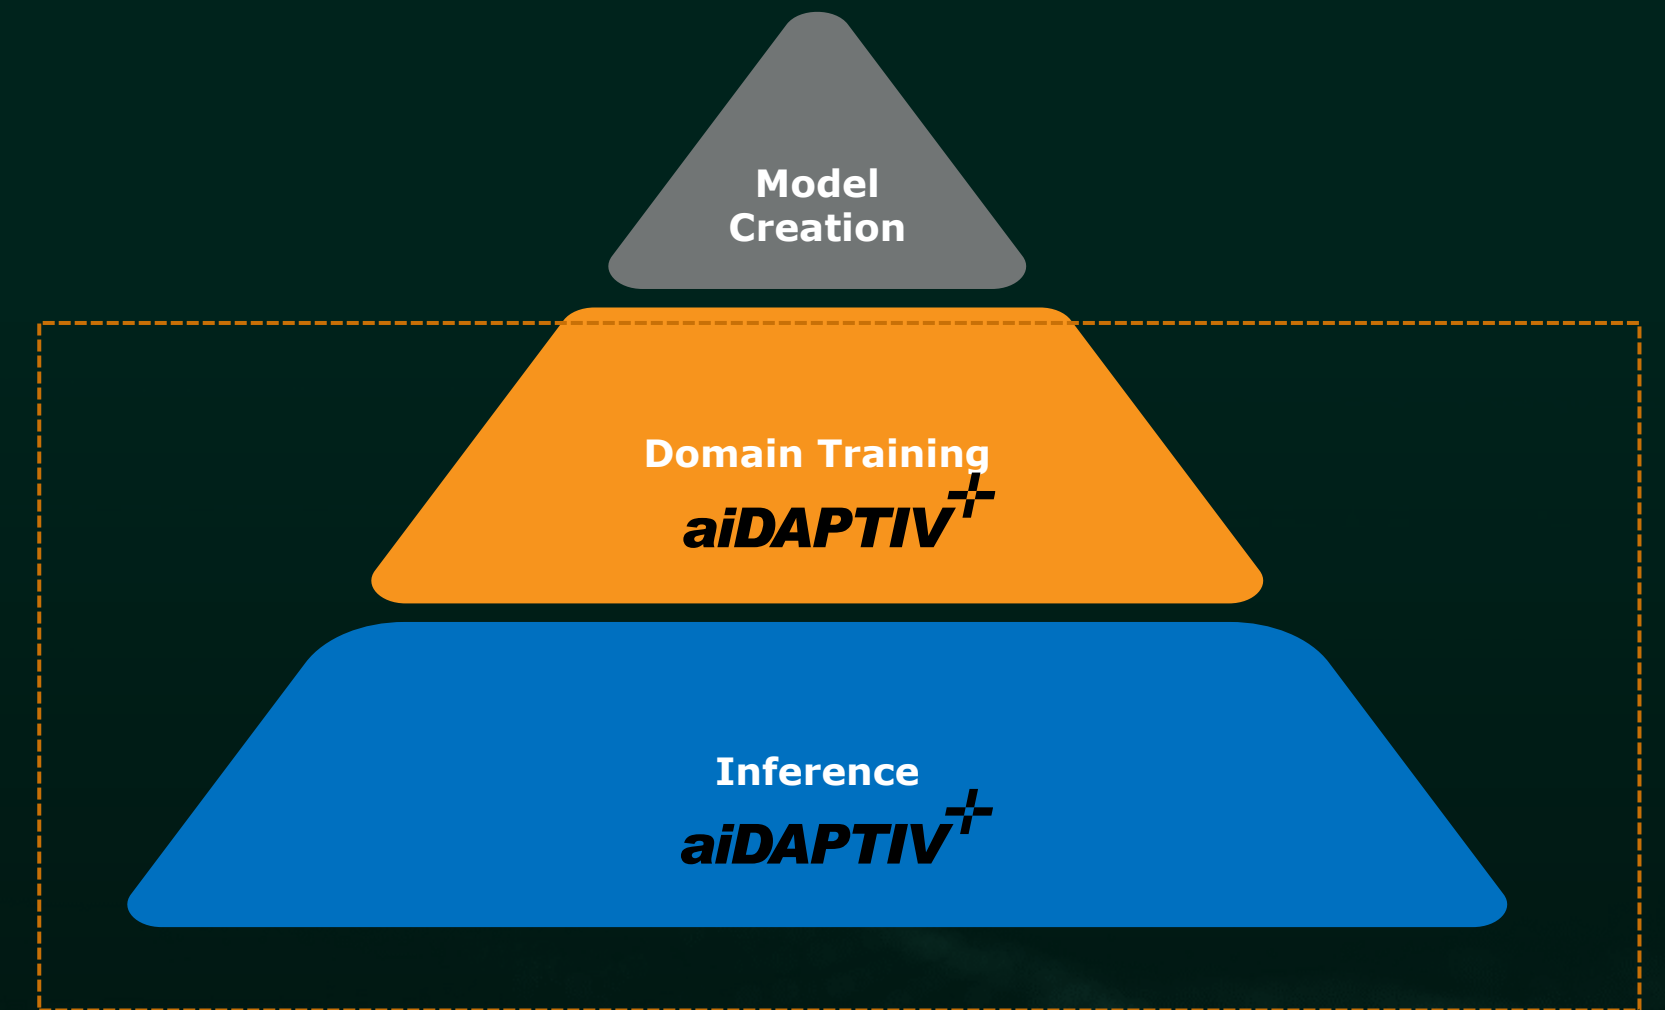 Model
Creation
Domain Training
aiDAPTIV+
Inference
aiDAPTIV+